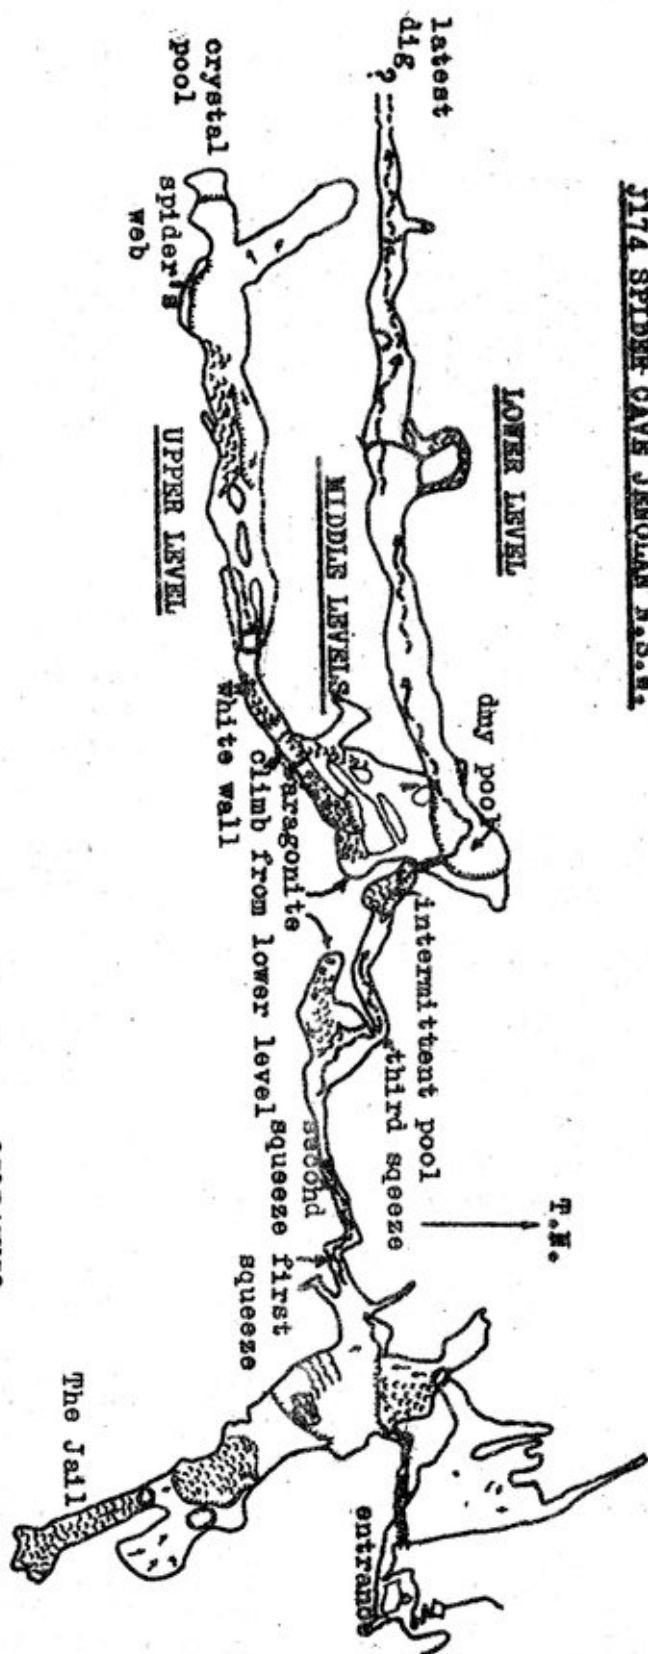 J174 SPIDER CAVE JENOLAN N.S.W.
latest
dig
?
LOWER LEVEL
dmy pool
T.N.
crystal
pool
spider's
web
MIDDLE LEVELS
UPPER LEVEL
intermittent pool
third sqeeze
aragonite
climb from lower level
white wall
second
squeeze
first
squeeze
entrance
The Jail